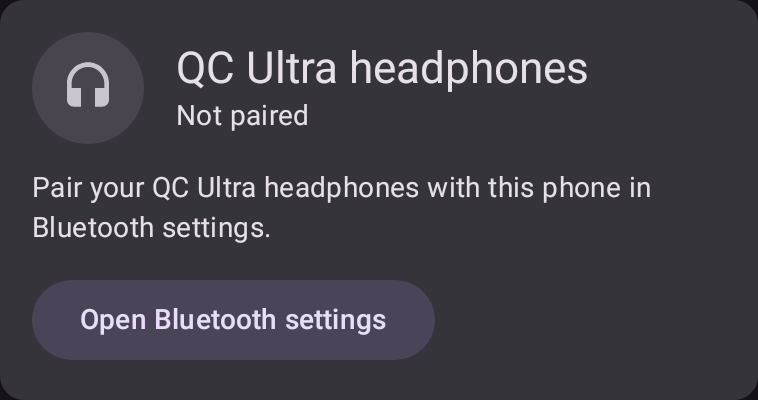 QC Ultra headphones
Not paired
Pair your QC Ultra headphones with this phone in
Bluetooth settings.
Open Bluetooth settings